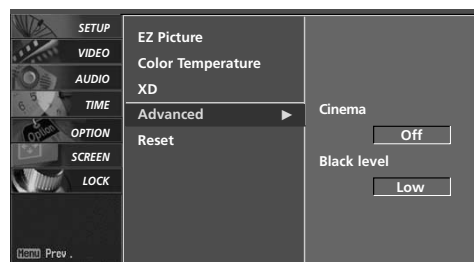 SETUP
VIDEO
AUDIO
TIME
OPTION
SCREEN
LOCK
Menu Prev.
EZ Picture
Color Temperature
XD
Advanced ►
Reset
Cinema
Off
Black level
Low